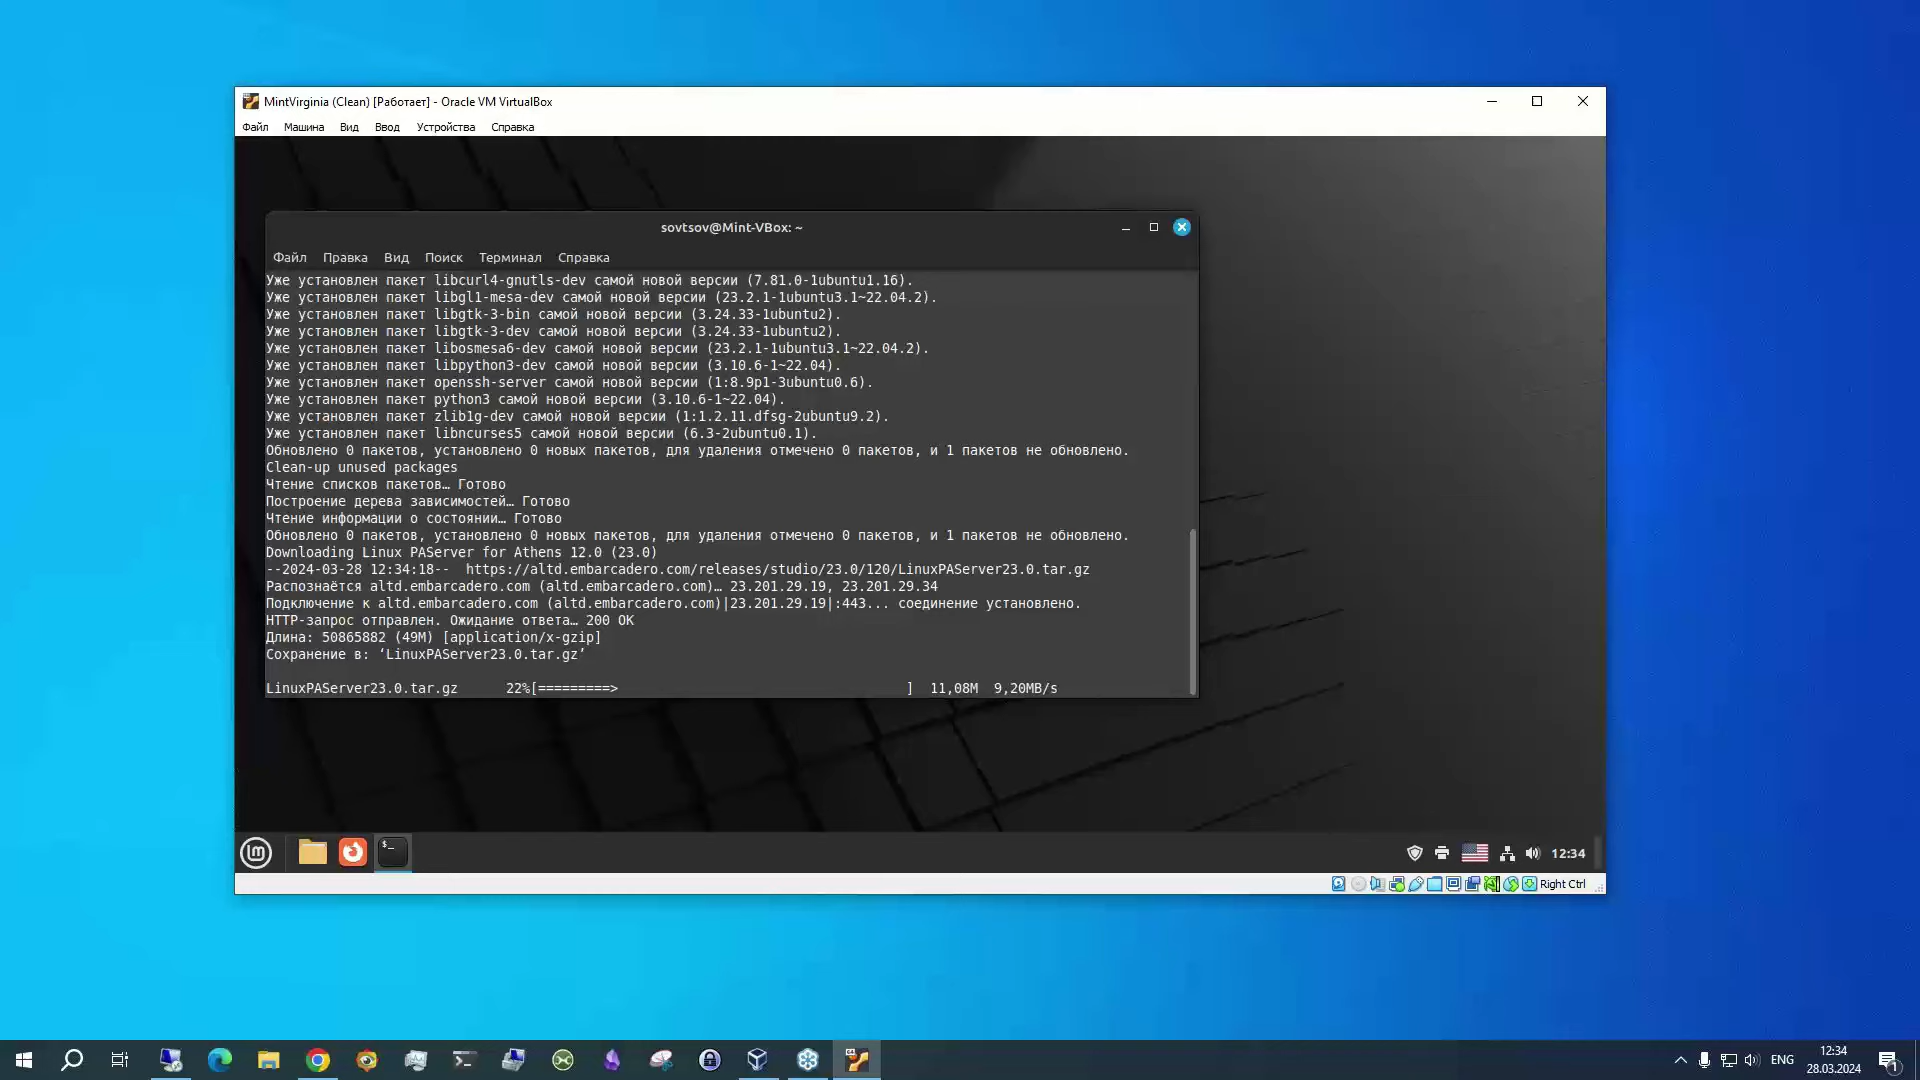 MintVirginia (Clean) [Работает] - Oracle VM VirtualBox
Файл Машина Вид Ввод Устройства Справка
sovtsov@Mint-VBox: ~
Файл Правка Вид Поиск Терминал Справка
Уже установлен пакет libcurl4-gnutls-dev самой новой версии (7.81.0-1ubuntu1.16).
Уже установлен пакет libgl1-mesa-dev самой новой версии (23.2.1-1ubuntu3.1~22.04.2).
Уже установлен пакет libgtk-3-bin самой новой версии (3.24.33-1ubuntu2).
Уже установлен пакет libgtk-3-dev самой новой версии (3.24.33-1ubuntu2).
Уже установлен пакет libosmesa6-dev самой новой версии (23.2.1-1ubuntu3.1~22.04.2).
Уже установлен пакет libpython3-dev самой новой версии (3.10.6-1~22.04).
Уже установлен пакет openssh-server самой новой версии (1:8.9p1-3ubuntu0.6).
Уже установлен пакет python3 самой новой версии (3.10.6-1~22.04).
Уже установлен пакет zlib1g-dev самой новой версии (1:1.2.11.dfsg-2ubuntu9.2).
Уже установлен пакет libncurses5 самой новой версии (6.3-2ubuntu0.1).
Обновлено 0 пакетов, установлено 0 новых пакетов, для удаления отмечено 0 пакетов, и 1 пакетов не обновлено.
Clean-up unused packages
Чтение списков пакетов… Готово
Построение дерева зависимостей… Готово
Чтение информации о состоянии… Готово
Обновлено 0 пакетов, установлено 0 новых пакетов, для удаления отмечено 0 пакетов, и 1 пакетов не обновлено.
Downloading Linux PAServer for Athens 12.0 (23.0)
--2024-03-28 12:34:18-- https://altd.embarcadero.com/releases/studio/23.0/120/LinuxPAServer23.0.tar.gz
Распознаётся altd.embarcadero.com (altd.embarcadero.com)… 23.201.29.19, 23.201.29.34
Подключение к altd.embarcadero.com (altd.embarcadero.com)|23.201.29.19|:443... соединение установлено.
HTTP-запрос отправлен. Ожидание ответа… 200 OK
Длина: 50865882 (49M) [application/x-gzip]
Сохранение в: ‘LinuxPAServer23.0.tar.gz’
LinuxPAServer23.0.tar.gz 22%[=========> ] 11,08M 9,20MB/s
12:34
Right Ctrl
ENG
12:34
28.03.2024
1